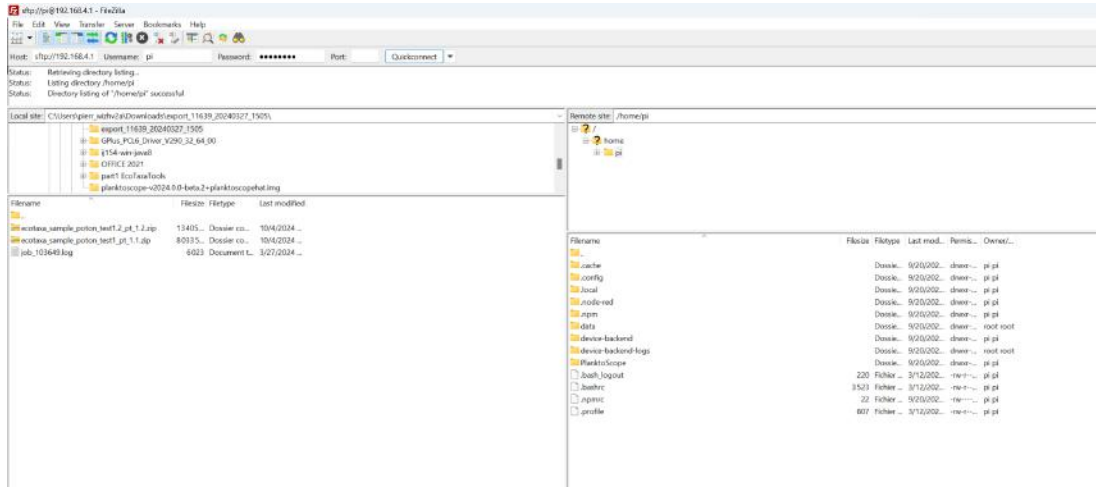 sftp://pi@192.168.4.1 - FileZilla
File Edit View Transfer Server Bookmarks Help
Host: sftp://192.168.4.1 Username: pi Password: ●●●●●●●● Port: Quickconnect
Status: Retrieving directory listing...
Status: Listing directory /home/pi
Status: Directory listing of "/home/pi" successful
Local site: C:\Users\pierr_wizhv2a\Downloads\export_11639_20240327_1505\
export_11639_20240327_1505
GPlus_PCL6_Driver_V290_32_64_00
ij154-win-java8
OFFICE 2021
part1 EcoTaxaTools
planktoscope-v2024.0.0-beta.2+planktoscopehat.img
Filename Filesize Filetype Last modified
..
ecotaxa_sample_poton_test1.2_pt_1.2.zip 13405... Dossier co... 10/4/2024 ...
ecotaxa_sample_poton_test1_pt_1.1.zip 80335... Dossier co... 10/4/2024 ...
job_103649.log 6023 Document t... 3/27/2024 ...
Remote site: /home/pi
/
home
pi
Filename Filesize Filetype Last mod... Permis... Owner/...
..
.cache Dossie... 9/20/202... drwxr-... pi pi
.config Dossie... 9/20/202... drwxr-... pi pi
.local Dossie... 9/20/202... drwxr-... pi pi
.node-red Dossie... 9/20/202... drwxr-... pi pi
.npm Dossie... 9/20/202... drwxr-... pi pi
data Dossie... 9/20/202... drwxr-... root root
device-backend Dossie... 9/20/202... drwxr-... pi pi
device-backend-logs Dossie... 9/20/202... drwxr-... root root
PlanktoScope Dossie... 9/20/202... drwxr-... pi pi
.bash_logout 220 Fichier ... 3/12/202... -rw-r--... pi pi
.bashrc 3523 Fichier ... 3/12/202... -rw-r--... pi pi
.npmrc 22 Fichier ... 9/20/202... -rw----... pi pi
.profile 807 Fichier ... 3/12/202... -rw-r--... pi pi